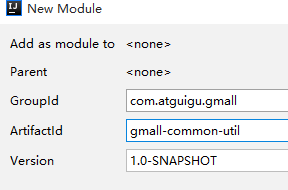 New Module
Add as module to <none>
Parent <none>
GroupId com.atguigu.gmall
ArtifactId gmall-common-util
Version 1.0-SNAPSHOT